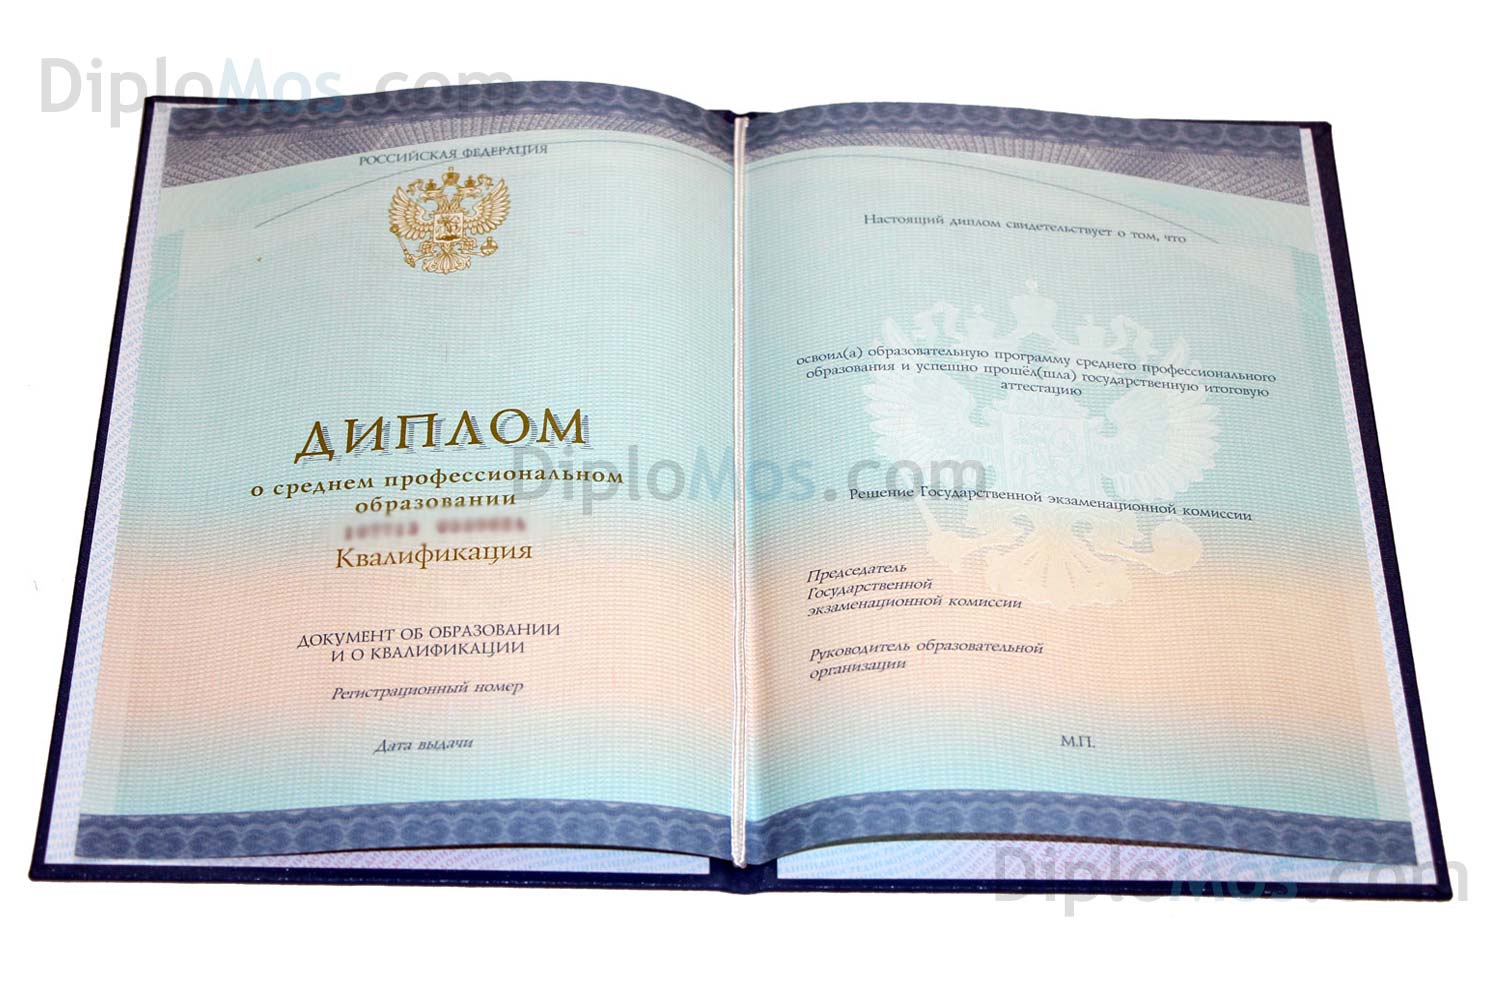 DiploMos.com
РОССИЙСКАЯ ФЕДЕРАЦИЯ
ДИПЛОМ
о среднем профессиональном
образовании
Квалификация
ДОКУМЕНТ ОБ ОБРАЗОВАНИИ
И О КВАЛИФИКАЦИИ
Регистрационный номер
Дата выдачи
Настоящий диплом свидетельствует о том, что
освоил(а) образовательную программу среднего профессионального
образования и успешно прошёл(шла) государственную итоговую
аттестацию
DiploMos.com
Решение Государственной экзаменационной комиссии
Председатель
Государственной
экзаменационной комиссии
Руководитель образовательной
организации
М.П.
DiploMos.com